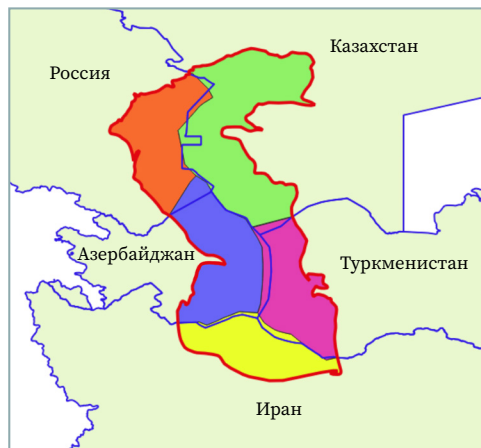 Казахстан
Россия
Азербайджан
Туркменистан
Иран